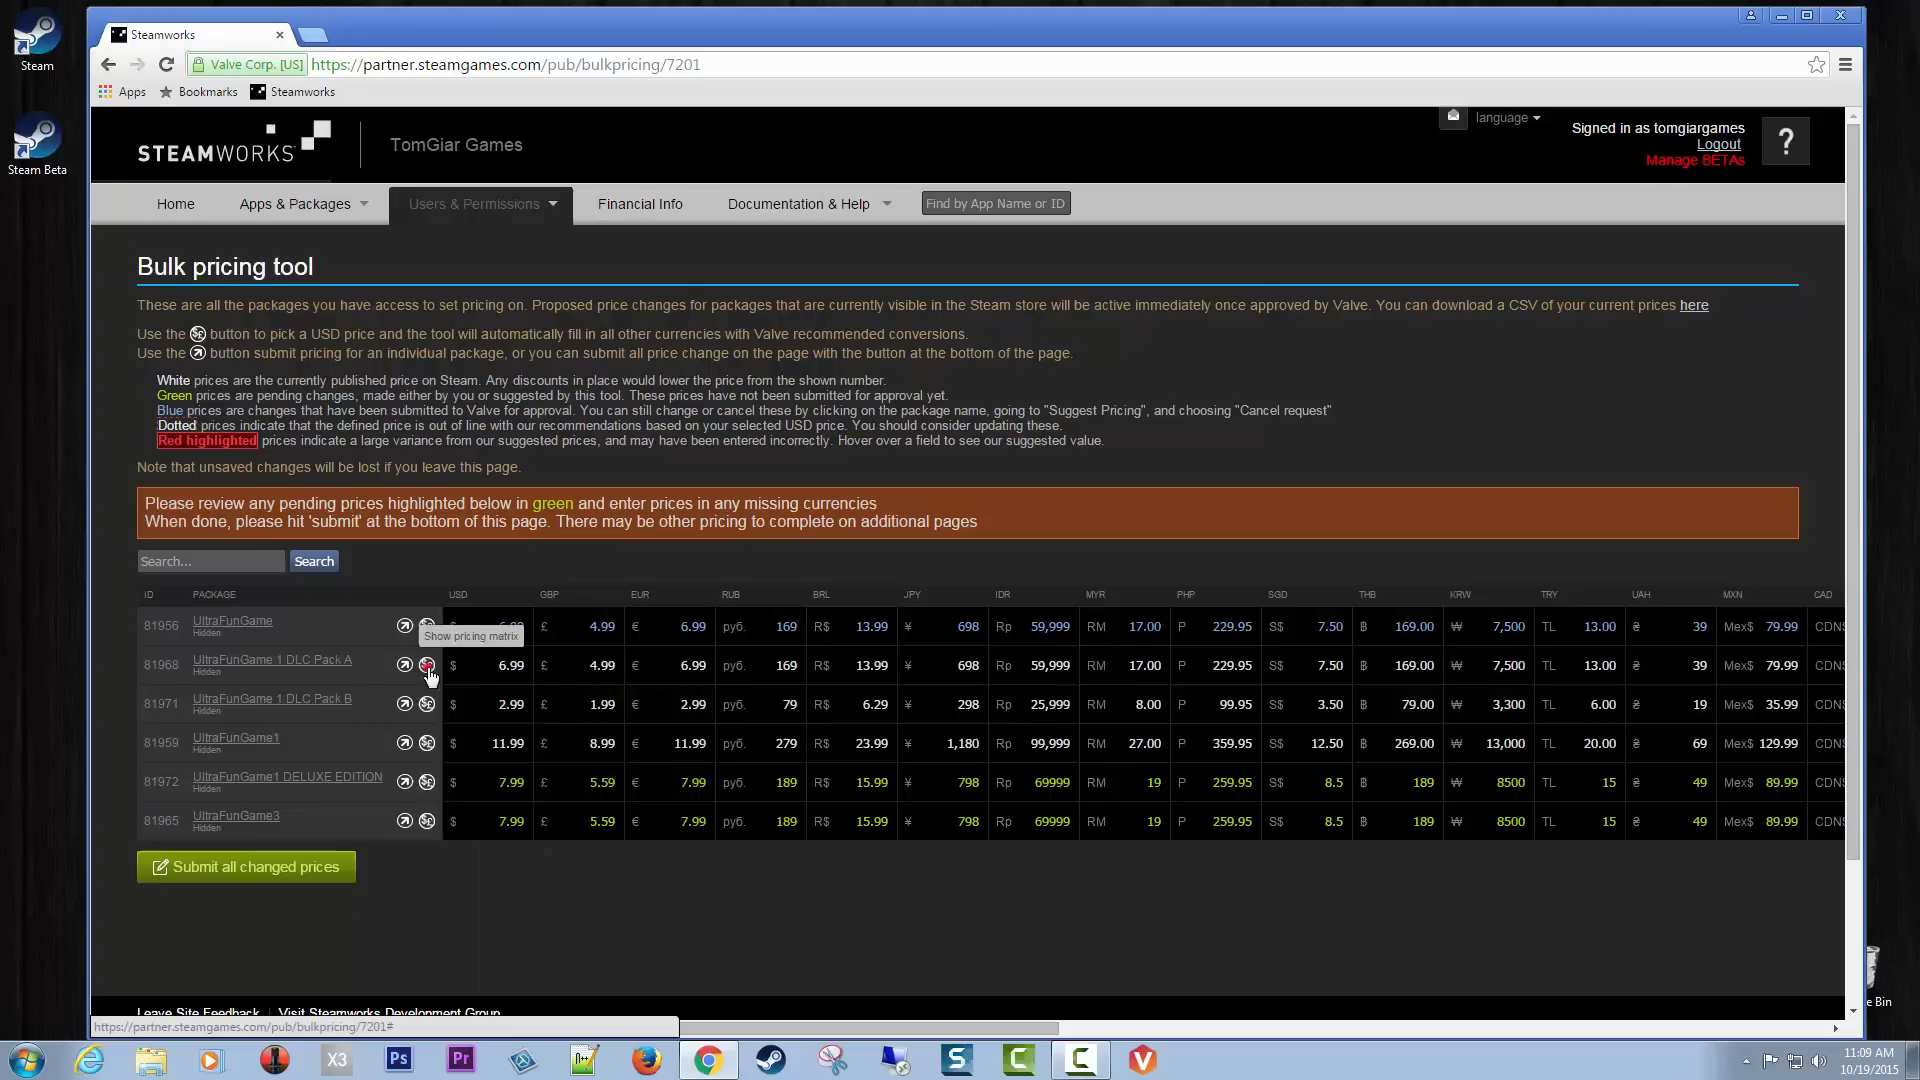 Steam
Steam Beta
Steamworks
Valve Corp. [US] https://partner.steamgames.com/pub/bulkpricing/7201
Apps Bookmarks Steamworks
STEAMWORKS TomGiar Games
language
Signed in as tomgiargames
Logout
Manage BETAs
?
Home Apps & Packages Users & Permissions Financial Info Documentation & Help Find by App Name or ID
Bulk pricing tool
These are all the packages you have access to set pricing on. Proposed price changes for packages that are currently visible in the Steam store will be active immediately once approved by Valve. You can download a CSV of your current prices here
Use the button to pick a USD price and the tool will automatically fill in all other currencies with Valve recommended conversions.
Use the button submit pricing for an individual package, or you can submit all price change on the page with the button at the bottom of the page.
White prices are the currently published price on Steam. Any discounts in place would lower the price from the shown number.
Green prices are pending changes, made either by you or suggested by this tool. These prices have not been submitted for approval yet.
Blue prices are changes that have been submitted to Valve for approval. You can still change or cancel these by clicking on the package name, going to "Suggest Pricing", and choosing "Cancel request"
Dotted prices indicate that the defined price is out of line with our recommendations based on your selected USD price. You should consider updating these.
Red highlighted prices indicate a large variance from our suggested prices, and may have been entered incorrectly. Hover over a field to see our suggested value.
Note that unsaved changes will be lost if you leave this page.
Please review any pending prices highlighted below in green and enter prices in any missing currencies
When done, please hit 'submit' at the bottom of this page. There may be other pricing to complete on additional pages
Search... Search
ID PACKAGE USD GBP EUR RUB BRL JPY IDR MYR PHP SGD THB KRW TRY UAH MXN CAD
81956 UltraFunGame Hidden £ 4.99 € 6.99 руб. 169 R$ 13.99 ¥ 698 Rp 59,999 RM 17.00 P 229.95 S$ 7.50 ฿ 169.00 ₩ 7,500 TL 13.00 ₴ 39 Mex$ 79.99 CDN$
Show pricing matrix
81968 UltraFunGame 1 DLC Pack A Hidden $ 6.99 £ 4.99 € 6.99 руб. 169 R$ 13.99 ¥ 698 Rp 59,999 RM 17.00 P 229.95 S$ 7.50 ฿ 169.00 ₩ 7,500 TL 13.00 ₴ 39 Mex$ 79.99 CDN$
81971 UltraFunGame 1 DLC Pack B Hidden $ 2.99 £ 1.99 € 2.99 руб. 79 R$ 6.29 ¥ 298 Rp 25,999 RM 8.00 P 99.95 S$ 3.50 ฿ 79.00 ₩ 3,300 TL 6.00 ₴ 19 Mex$ 35.99 CDN$
81959 UltraFunGame1 Hidden $ 11.99 £ 8.99 € 11.99 руб. 279 R$ 23.99 ¥ 1,180 Rp 99,999 RM 27.00 P 359.95 S$ 12.50 ฿ 269.00 ₩ 13,000 TL 20.00 ₴ 69 Mex$ 129.99 CDN$
81972 UltraFunGame1 DELUXE EDITION Hidden $ 7.99 £ 5.59 € 7.99 руб. 189 R$ 15.99 ¥ 798 Rp 69999 RM 19 P 259.95 S$ 8.5 ฿ 189 ₩ 8500 TL 15 ₴ 49 Mex$ 89.99 CDN$
81965 UltraFunGame3 Hidden $ 7.99 £ 5.59 € 7.99 руб. 189 R$ 15.99 ¥ 798 Rp 69999 RM 19 P 259.95 S$ 8.5 ฿ 189 ₩ 8500 TL 15 ₴ 49 Mex$ 89.99 CDN$
Submit all changed prices
Leave Site Feedback | Visit Steamworks Development Group
https://partner.steamgames.com/pub/bulkpricing/7201#
e Bin
X3 Ps Pr S C C V
11:09 AM
10/19/2015